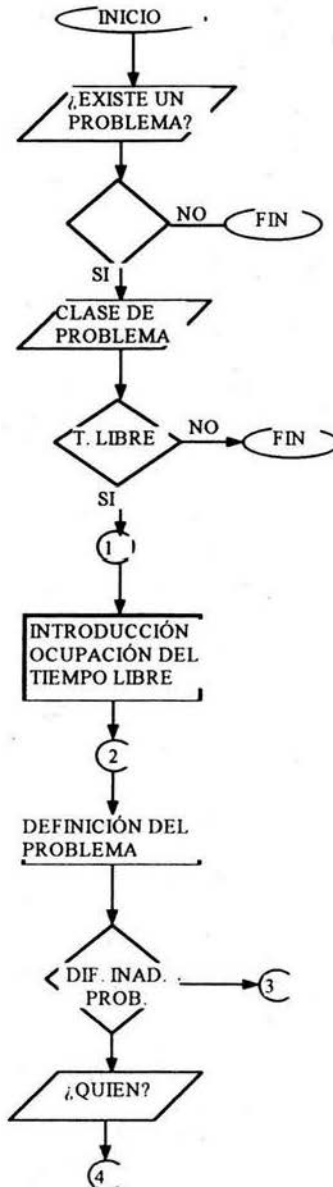 INICIO
¿EXISTE UN
PROBLEMA?
NO
FIN
SI
CLASE DE
PROBLEMA
T. LIBRE
NO
FIN
SI
1
INTRODUCCIÓN
OCUPACIÓN DEL
TIEMPO LIBRE
2
DEFINICIÓN DEL
PROBLEMA
DIF. INAD.
PROB.
3
¿QUIEN?
4